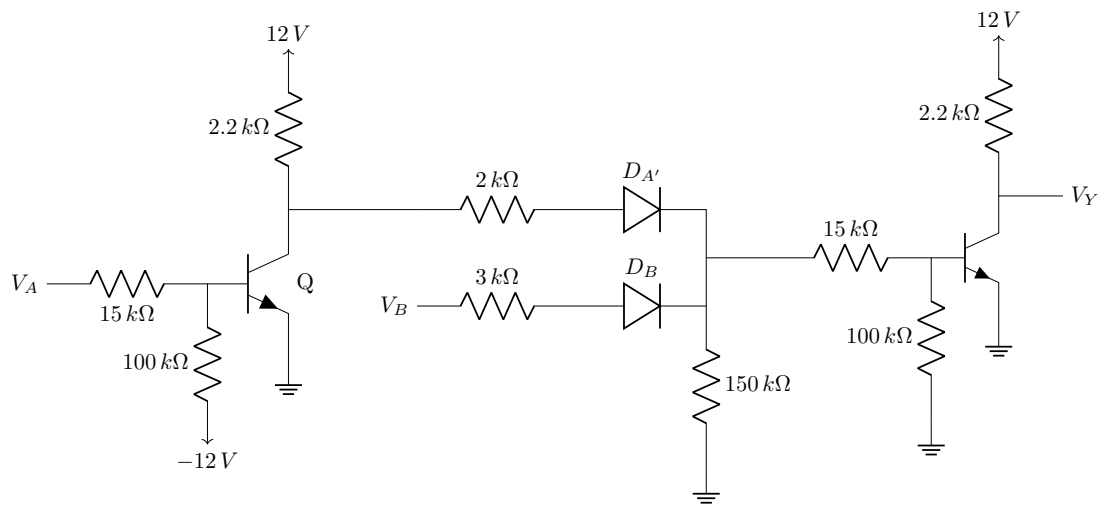 12 V
12 V
2.2 kΩ
2.2 kΩ
2 kΩ
D_{A'}
V_Y
15 kΩ
V_A
15 kΩ
Q
V_B
3 kΩ
D_B
100 kΩ
100 kΩ
150 kΩ
−12 V